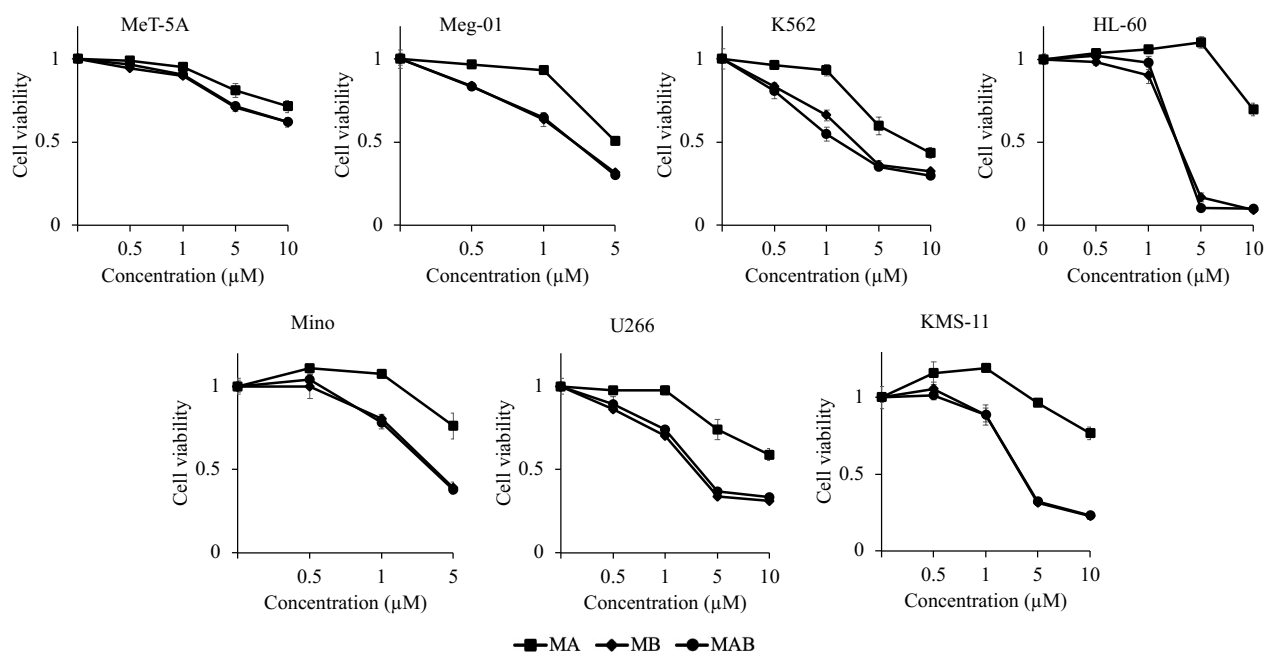 MeT-5A
Meg-01
K562
HL-60
Cell viability
1
0.5
0
0.5 1 5 10
Concentration (µM)
Cell viability
1
0.5
0
0.5 1 5
Concentration (µM)
Cell viability
1
0.5
0
0.5 1 5 10
Concentration (µM)
Cell viability
1
0.5
0
0 0.5 1 5 10
Concentration (µM)
Mino
U266
KMS-11
Cell viability
1
0.5
0
0.5 1 5
Concentration (µM)
Cell viability
1
0.5
0
0.5 1 5 10
Concentration (µM)
Cell viability
1
0.5
0
0.5 1 5 10
Concentration (µM)
MA MB MAB